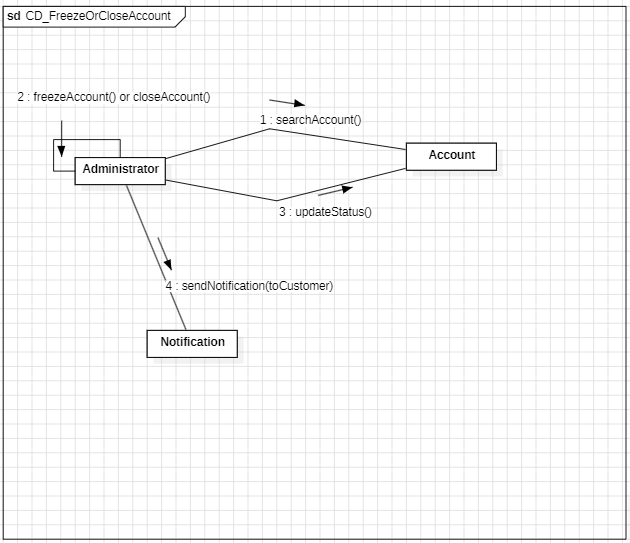 sd CD_FreezeOrCloseAccount
2 : freezeAccount() or closeAccount()
1 : searchAccount()
Account
Administrator
3 : updateStatus()
4 : sendNotification(toCustomer)
Notification